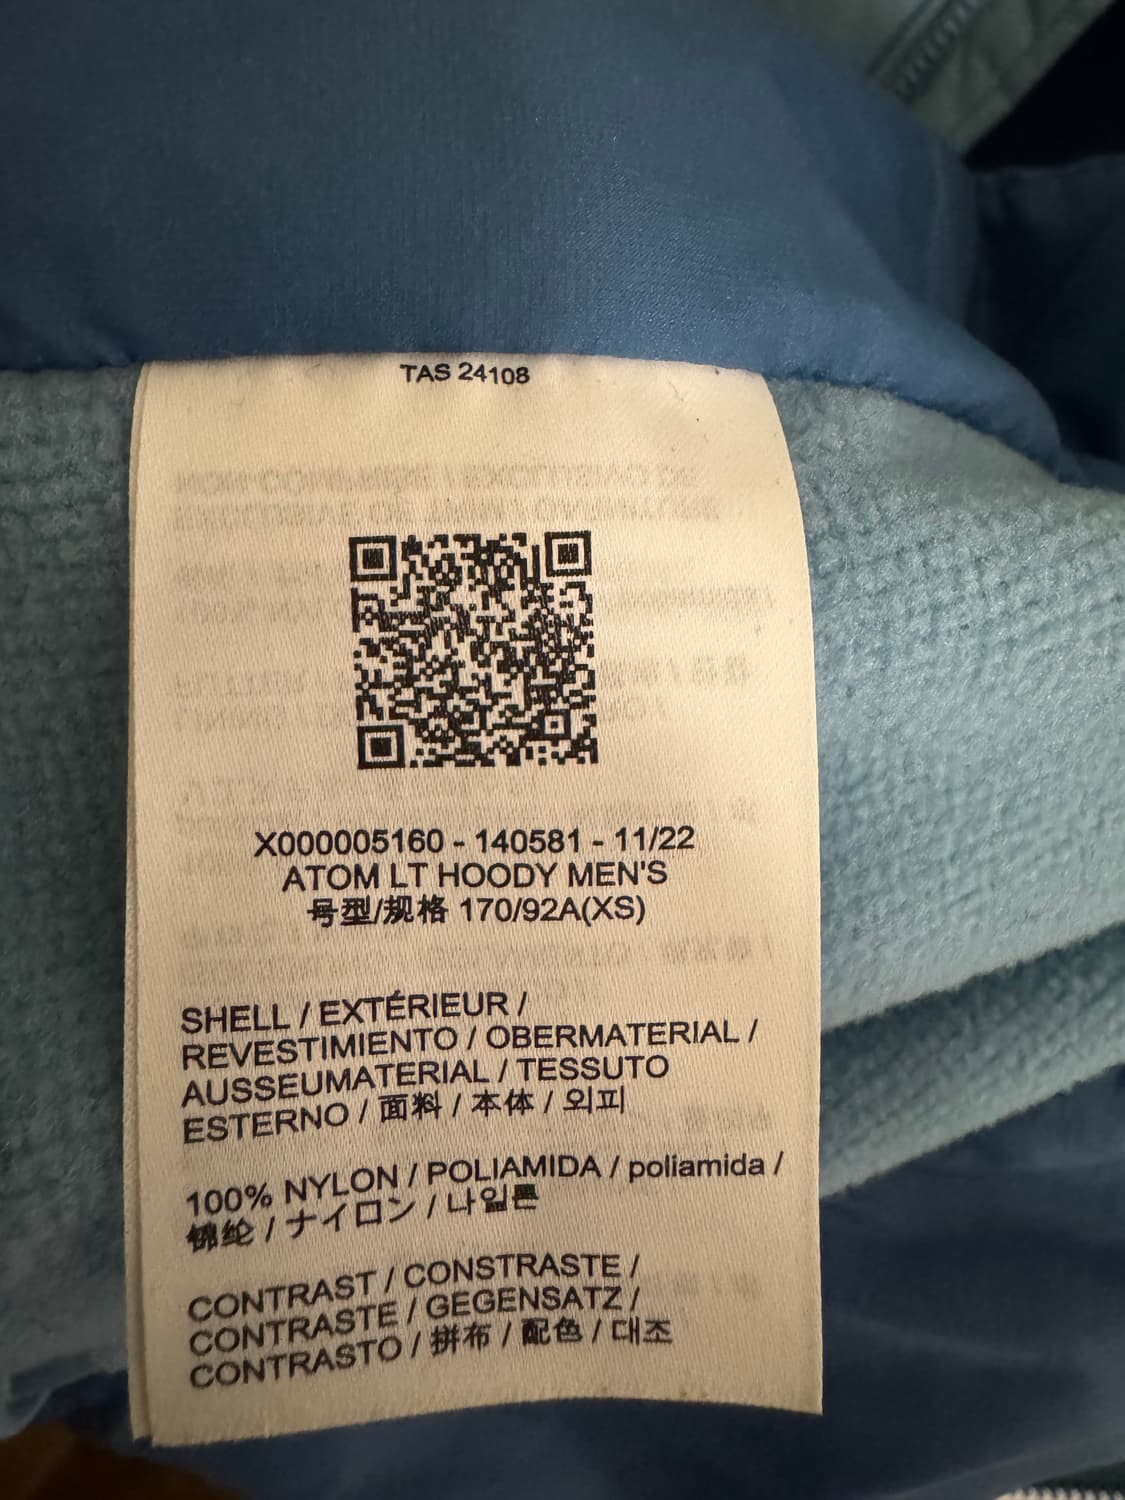 TAS 24108
X000005160 - 140581 - 11/22
ATOM LT HOODY MEN'S
号型/规格 170/92A(XS)
SHELL / EXTÉRIEUR /
REVESTIMIENTO / OBERMATERIAL /
AUSSEUMATERIAL / TESSUTO
ESTERNO / 面料 / 本体 / 외피
100% NYLON / POLIAMIDA / poliamida /
锦纶 / ナイロン / 나일론
CONTRAST / CONSTRASTE /
CONTRASTE / GEGENSATZ /
CONTRASTO / 拼布 / 配色 / 대조